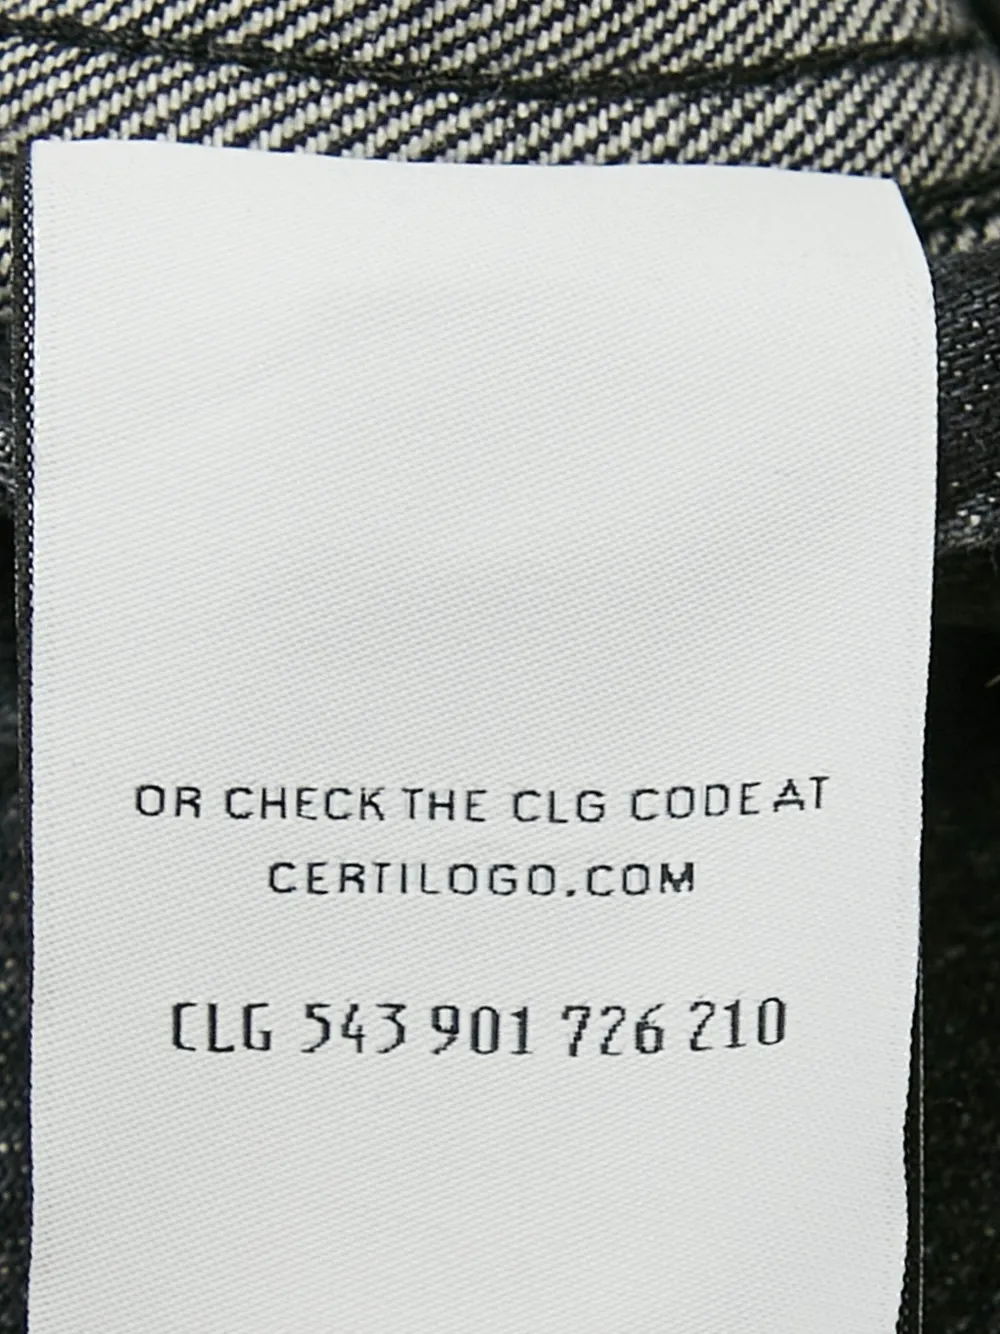 OR CHECK THE CLG CODE AT
CERTILOGO.COM
CLG 543 901 726 210